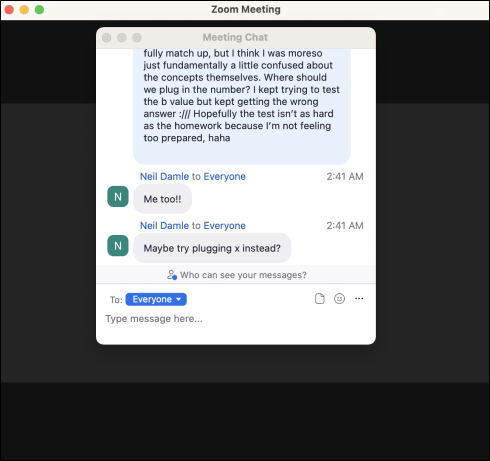 Zoom Meeting
Meeting Chat
fully match up, but I think I was moreso
just fundamentally a little confused about
the concepts themselves. Where should
we plug in the number? I kept trying to test
the b value but kept getting the wrong
answer :/// Hopefully the test isn't as hard
as the homework because I'm not feeling
too prepared, haha
Neil Damle to Everyone 2:41 AM
N
Me too!!
Neil Damle to Everyone 2:41 AM
N
Maybe try plugging x instead?
Who can see your messages?
To: Everyone
Type message here...